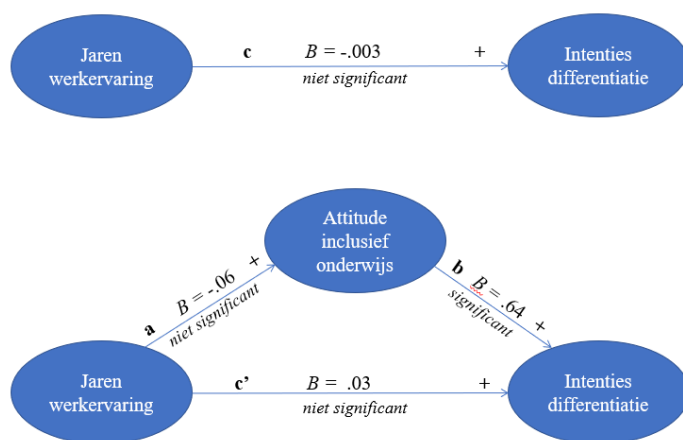 Jaren
werkervaring
c B = -.003 +
niet significant
Intenties
differentiatie
Attitude
inclusief
onderwijs
a B = -.06 +
niet significant
b B = .64 +
significant
Jaren
werkervaring
c’ B = .03 +
niet significant
Intenties
differentiatie